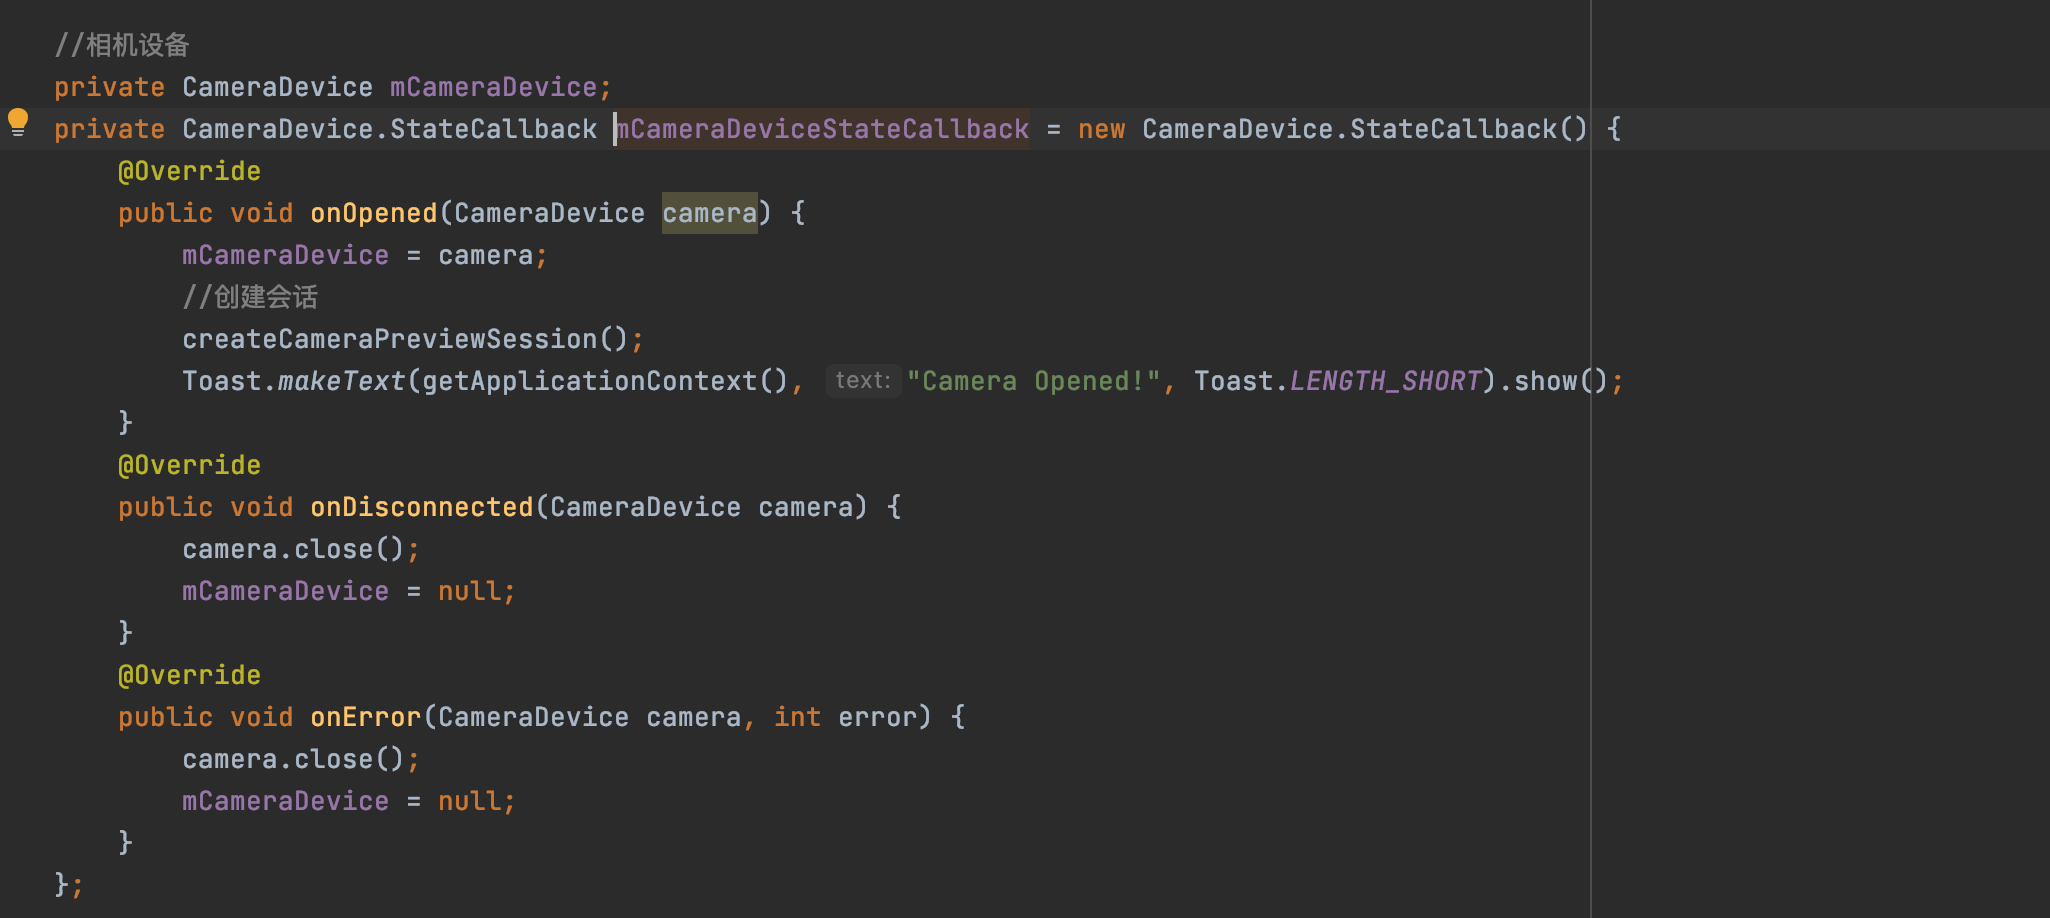 //相机设备
private CameraDevice mCameraDevice;
private CameraDevice.StateCallback mCameraDeviceStateCallback = new CameraDevice.StateCallback() {
    @Override
    public void onOpened(CameraDevice camera) {
        mCameraDevice = camera;
        //创建会话
        createCameraPreviewSession();
        Toast.makeText(getApplicationContext(), text: "Camera Opened!", Toast.LENGTH_SHORT).show();
    }
    @Override
    public void onDisconnected(CameraDevice camera) {
        camera.close();
        mCameraDevice = null;
    }
    @Override
    public void onError(CameraDevice camera, int error) {
        camera.close();
        mCameraDevice = null;
    }
};